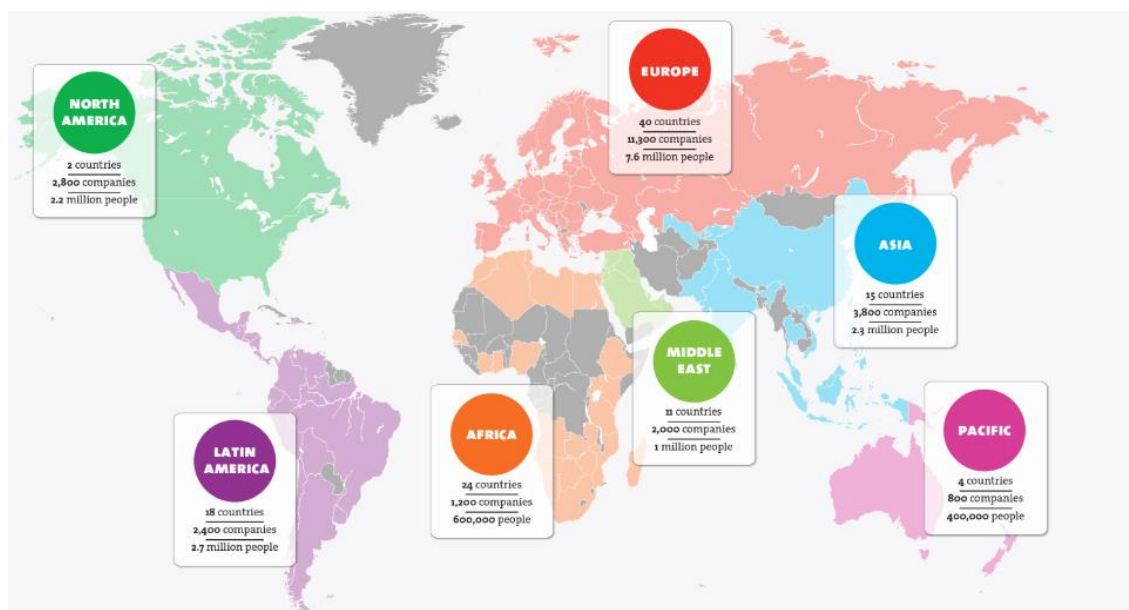 NORTH
AMERICA
2 countries
2,800 companies
2.2 million people
EUROPE
40 countries
11,300 companies
7.6 million people
ASIA
15 countries
3,800 companies
2.3 million people
MIDDLE
EAST
11 countries
2,000 companies
1 million people
AFRICA
24 countries
1,200 companies
600,000 people
LATIN
AMERICA
18 countries
2,400 companies
2.7 million people
PACIFIC
4 countries
800 companies
400,000 people